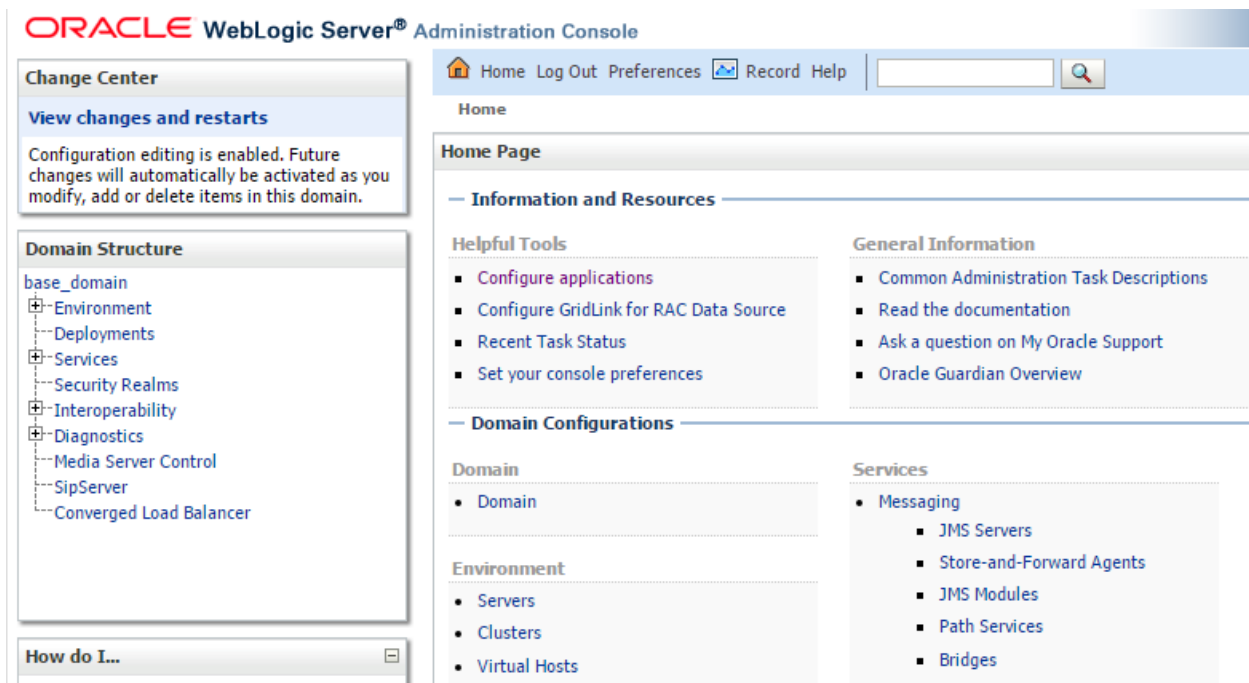 ORACLE WebLogic Server® Administration Console
Change Center
View changes and restarts
Configuration editing is enabled. Future
changes will automatically be activated as you
modify, add or delete items in this domain.
Domain Structure
base_domain
Environment
Deployments
Services
Security Realms
Interoperability
Diagnostics
Media Server Control
SipServer
Converged Load Balancer
How do I...
Home Log Out Preferences Record Help
Home
Home Page
Information and Resources
Helpful Tools
Configure applications
Configure GridLink for RAC Data Source
Recent Task Status
Set your console preferences
General Information
Common Administration Task Descriptions
Read the documentation
Ask a question on My Oracle Support
Oracle Guardian Overview
Domain Configurations
Domain
Domain
Environment
Servers
Clusters
Virtual Hosts
Services
Messaging
JMS Servers
Store-and-Forward Agents
JMS Modules
Path Services
Bridges